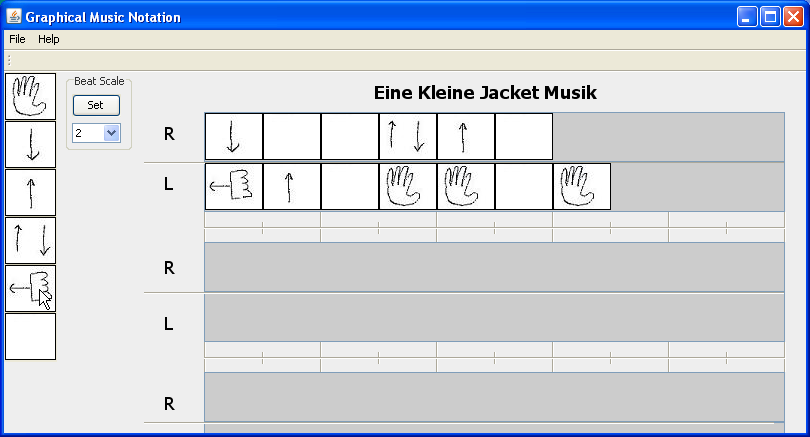 Graphical Music Notation
File Help
Beat Scale
Set
2
Eine Kleine Jacket Musik
R
L
R
L
R